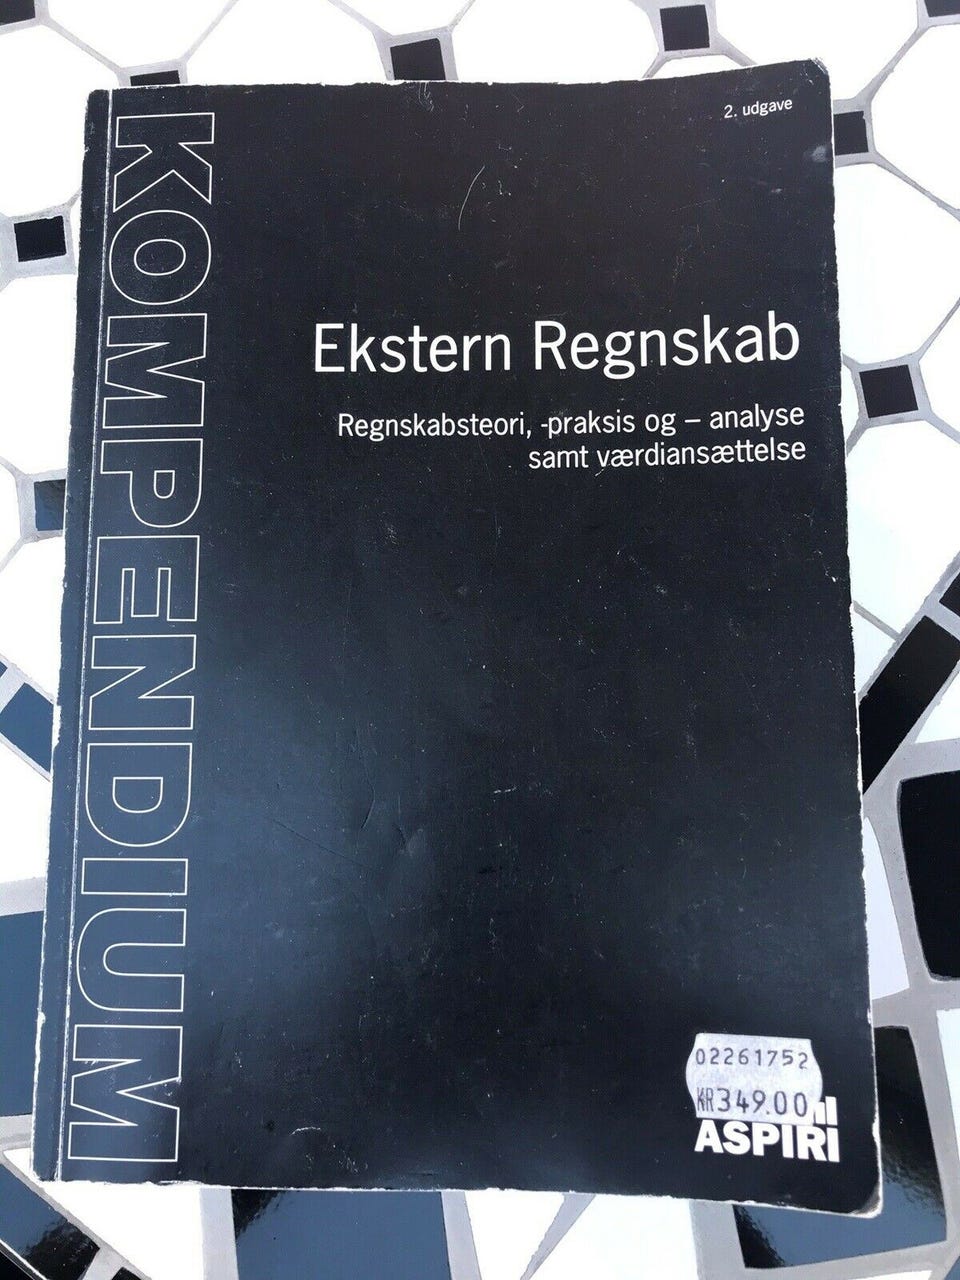 2. udgave
KOMPENDIUM
Ekstern Regnskab
Regnskabsteori, -praksis og – analyse
samt værdiansættelse
02261752
KR349.00
ASPIRI